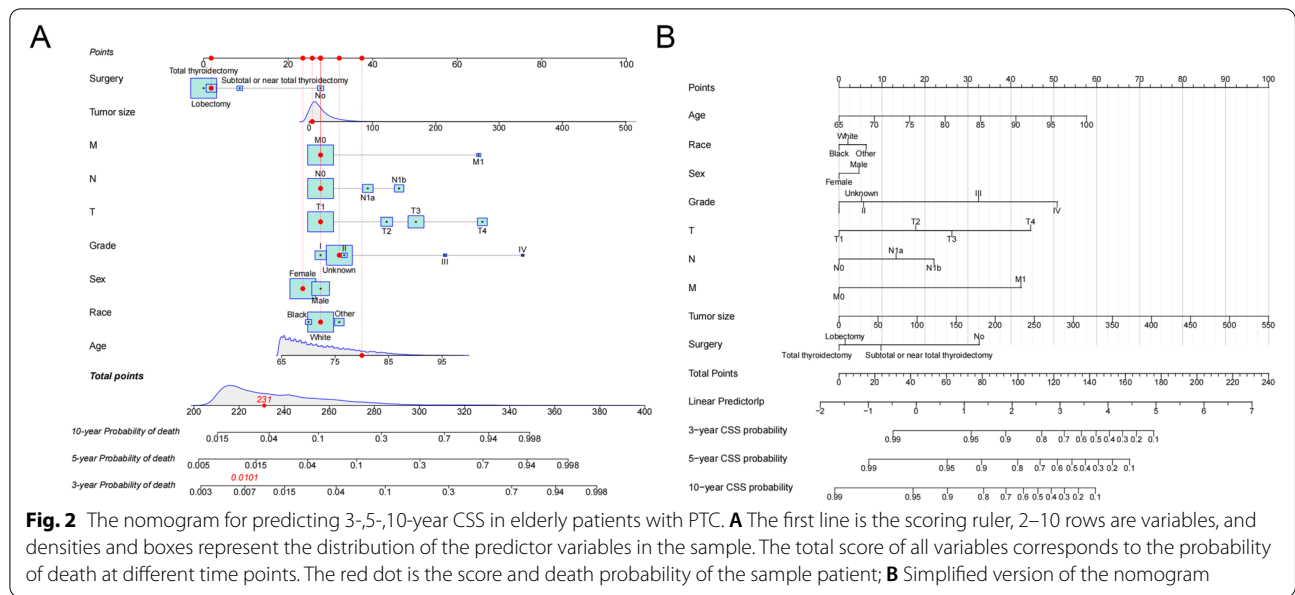 A
Points
0 20 40 60 80 100
Total thyroidectomy
Surgery
Subtotal or near total thyroidectomy
Lobectomy
No
Tumor size
0 100 200 300 400 500
M
M0
M1
N
N0
N1a
N1b
T
T1
T2
T3
T4
Grade
I
II
Unknown
III
IV
Sex
Female
Male
Race
Black
Other
White
Age
65 75 85 95
Total points
231
200 220 240 260 280 300 320 340 360 380 400
10-year Probability of death
0.015 0.04 0.1 0.3 0.7 0.94 0.998
5-year Probability of death
0.005 0.015 0.04 0.1 0.3 0.7 0.94 0.998
0.0101
3-year Probability of death
0.003 0.007 0.015 0.04 0.1 0.3 0.7 0.94 0.998
B
Points
0 10 20 30 40 50 60 70 80 90 100
Age
65 70 75 80 85 90 95 100
Race
White
Black Other
Sex
Male
Female
Grade
Unknown III
I II IV
T
T2 T4
T1 T3
N
N1a
N0 N1b
M
M1
M0
Tumor size
0 50 100 150 200 250 300 350 400 450 500 550
Surgery
Lobectomy No
Total thyroidectomy Subtotal or near total thyroidectomy
Total Points
0 20 40 60 80 100 120 140 160 180 200 220 240
Linear Predictorlp
-2 -1 0 1 2 3 4 5 6 7
3-year CSS probability
0.99 0.95 0.9 0.8 0.7 0.6 0.5 0.4 0.3 0.2 0.1
5-year CSS probability
0.99 0.95 0.9 0.8 0.7 0.6 0.5 0.4 0.3 0.2 0.1
10-year CSS probability
0.99 0.95 0.9 0.8 0.7 0.6 0.5 0.4 0.3 0.2 0.1
Fig. 2 The nomogram for predicting 3-,5-,10-year CSS in elderly patients with PTC. A The first line is the scoring ruler, 2–10 rows are variables, and
densities and boxes represent the distribution of the predictor variables in the sample. The total score of all variables corresponds to the probability
of death at different time points. The red dot is the score and death probability of the sample patient; B Simplified version of the nomogram